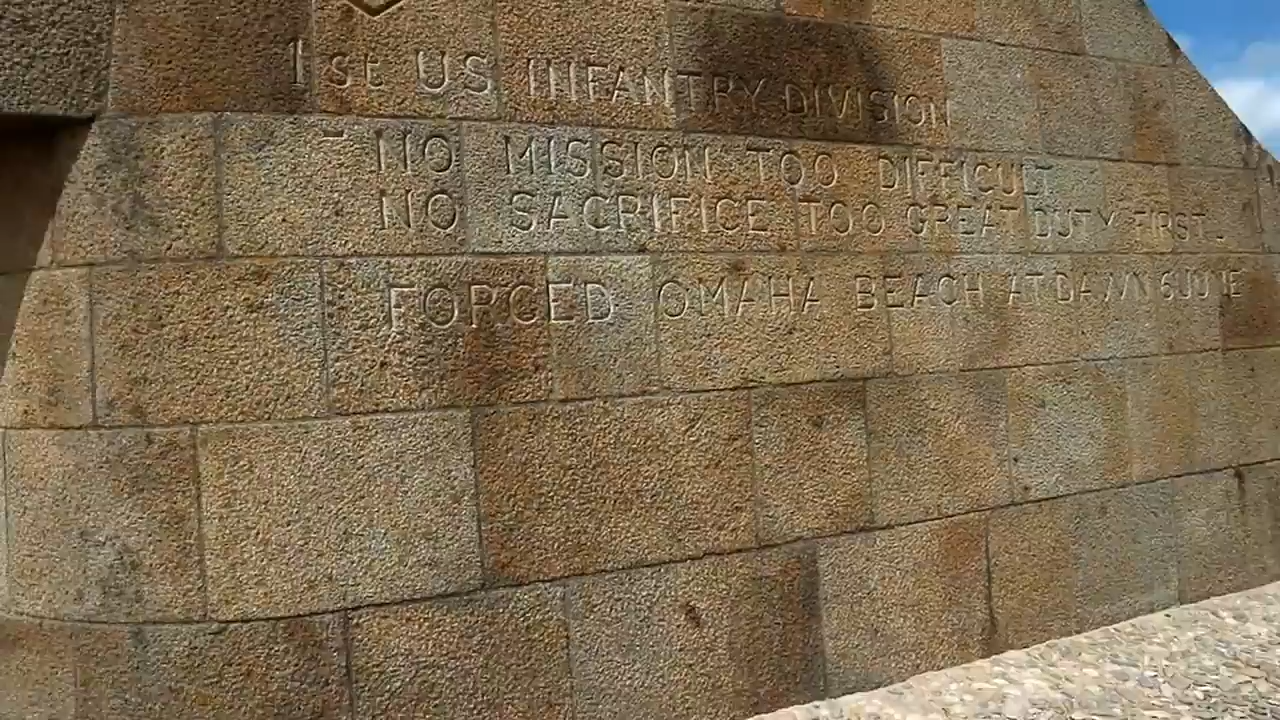 1st US INFANTRY DIVISION
- NO MISSION TOO DIFFICULT
NO SACRIFICE TOO GREAT DUTY FIRST_
FORCED OMAHA BEACH AT DAWN 6 JUNE